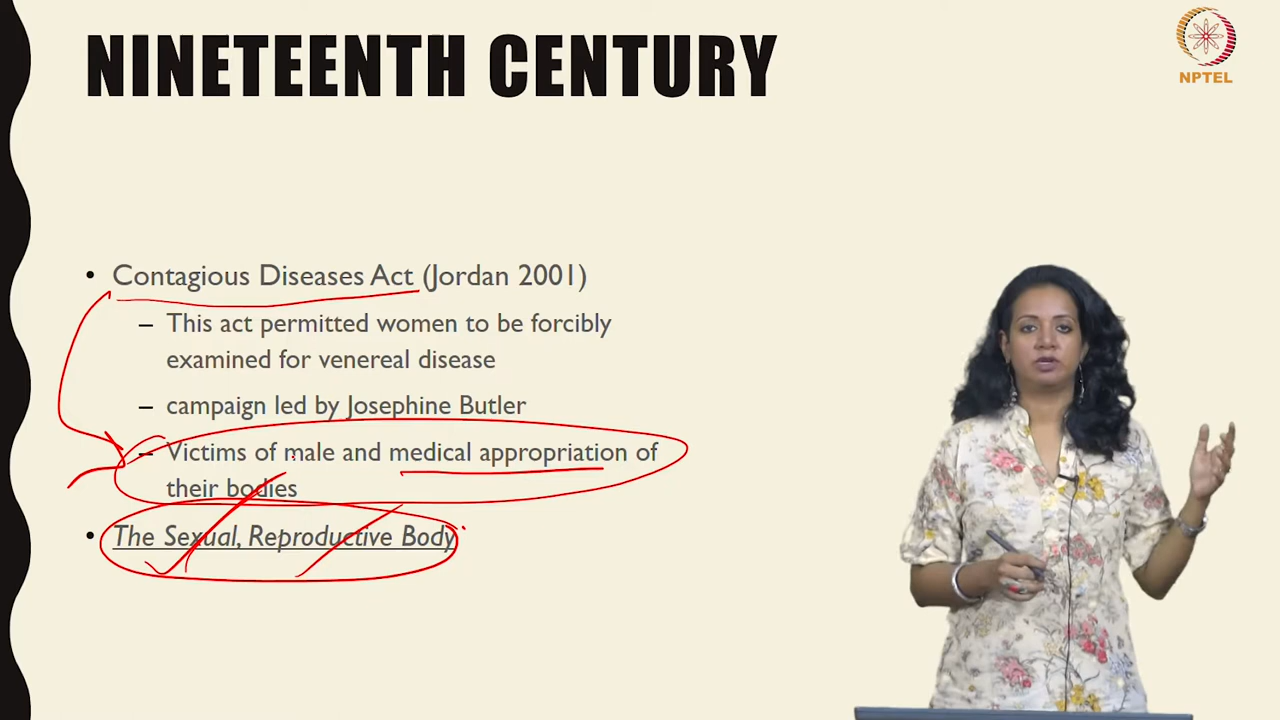 NINETEENTH CENTURY
NPTEL
• Contagious Diseases Act (Jordan 2001)
– This act permitted women to be forcibly
examined for venereal disease
– campaign led by Josephine Butler
– Victims of male and medical appropriation of
their bodies
• The Sexual, Reproductive Body